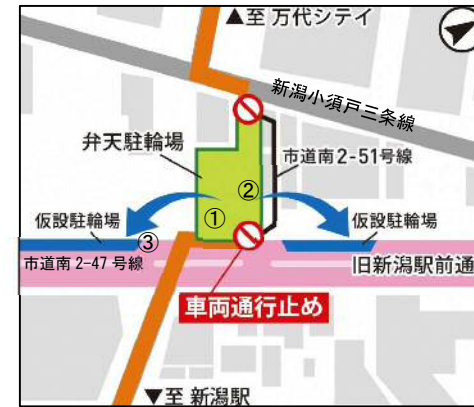 ▲至 万代シテイ
新潟小須戸三条線
弁天駐輪場
市道南2-51号線
②
仮設駐輪場
①
仮設駐輪場
③
市道南 2-47 号線
旧新潟駅前通
車両通行止め
▼至 新潟駅